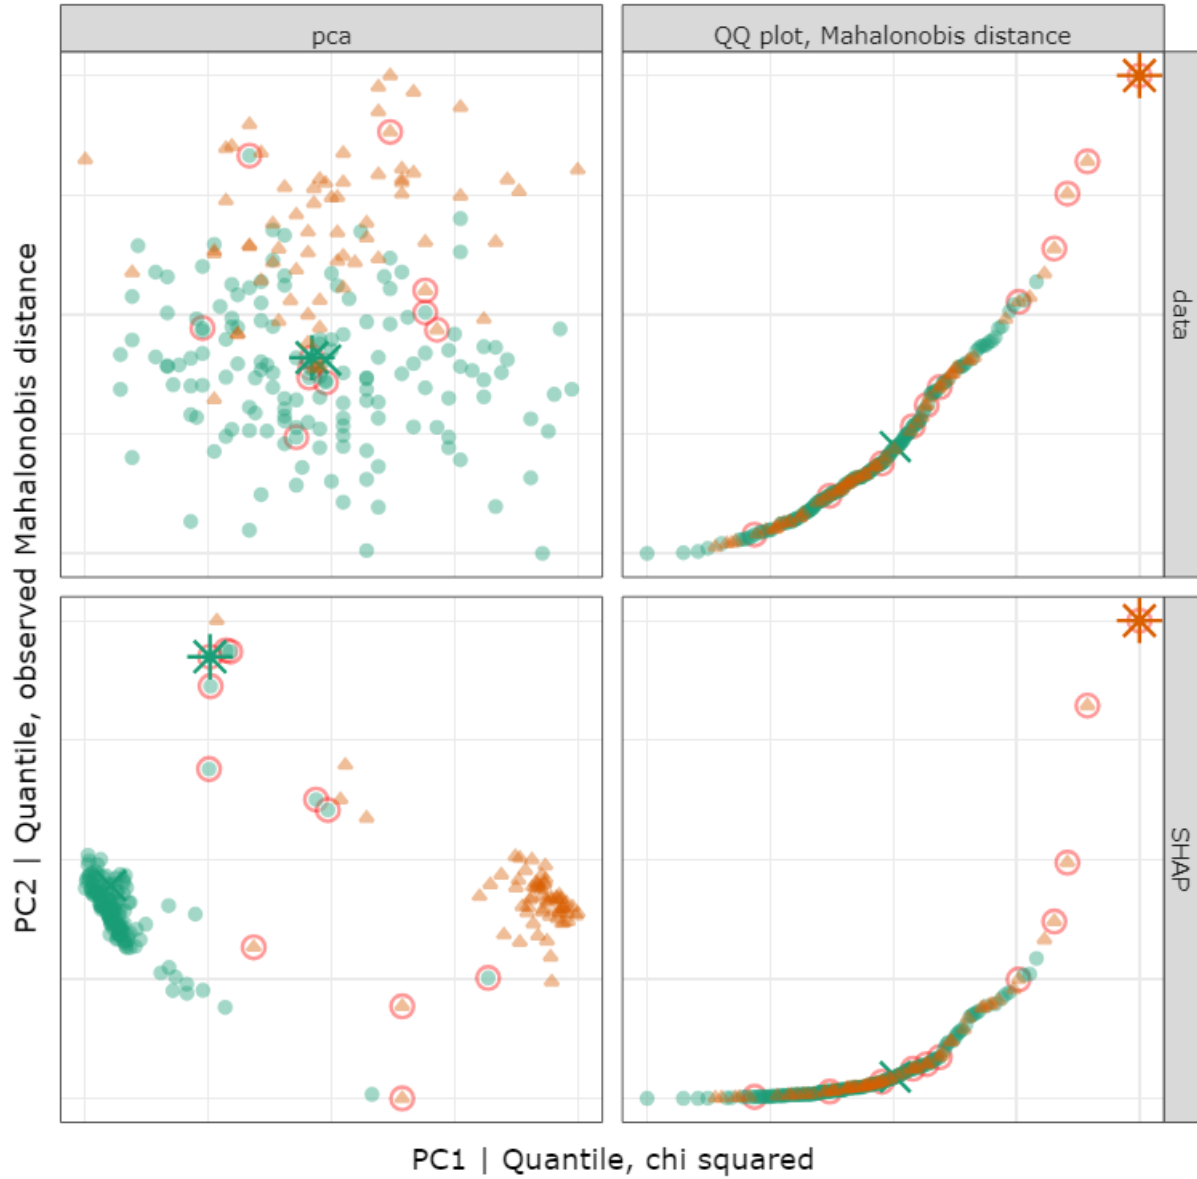 pca
QQ plot, Mahalonobis distance
data
SHAP
PC2 | Quantile, observed Mahalonobis distance
PC1 | Quantile, chi squared